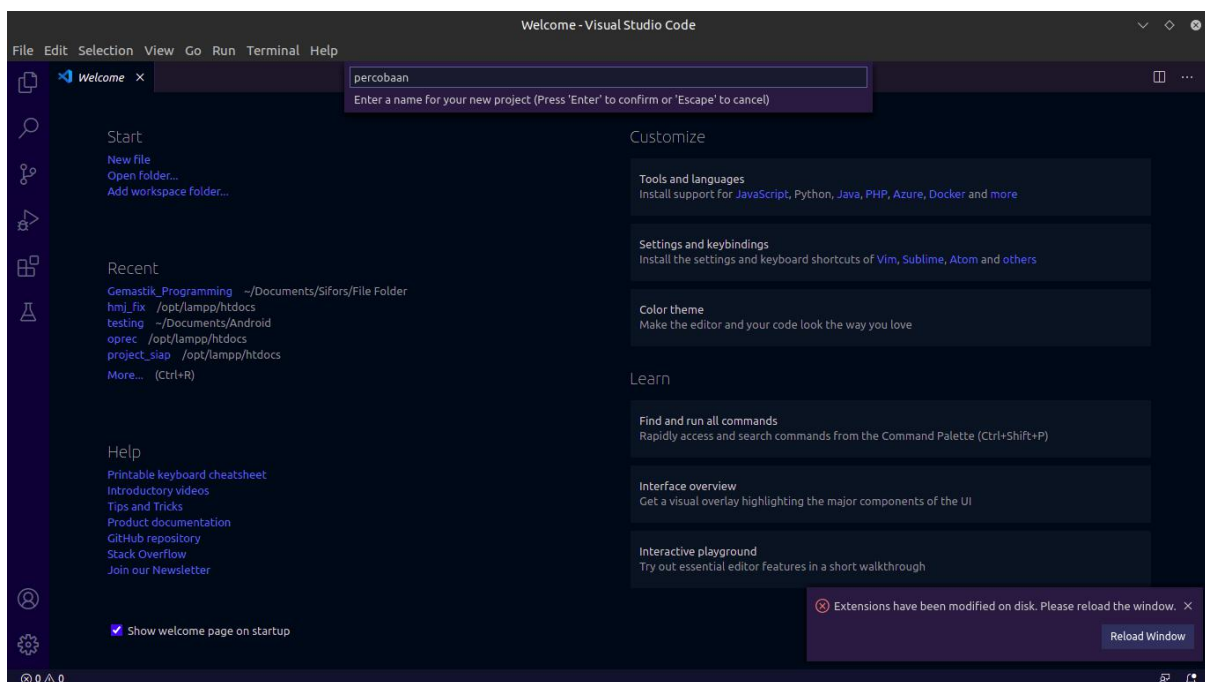 Welcome - Visual Studio Code
File Edit Selection View Go Run Terminal Help
Welcome
percobaan
Enter a name for your new project (Press 'Enter' to confirm or 'Escape' to cancel)
Start
New file
Open folder...
Add workspace folder...
Recent
Gemastik_Programming ~/Documents/Sifors/File Folder
hmj_fix /opt/lampp/htdocs
testing ~/Documents/Android
oprec /opt/lampp/htdocs
project_siap /opt/lampp/htdocs
More... (Ctrl+R)
Help
Printable keyboard cheatsheet
Introductory videos
Tips and Tricks
Product documentation
GitHub repository
Stack Overflow
Join our Newsletter
Show welcome page on startup
Customize
Tools and languages
Install support for JavaScript, Python, Java, PHP, Azure, Docker and more
Settings and keybindings
Install the settings and keyboard shortcuts of Vim, Sublime, Atom and others
Color theme
Make the editor and your code look the way you love
Learn
Find and run all commands
Rapidly access and search commands from the Command Palette (Ctrl+Shift+P)
Interface overview
Get a visual overlay highlighting the major components of the UI
Interactive playground
Try out essential editor features in a short walkthrough
Extensions have been modified on disk. Please reload the window.
Reload Window
0 0